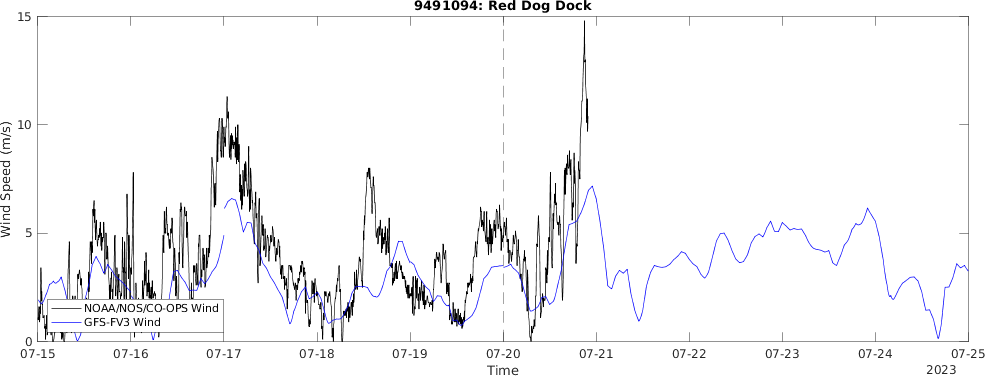 9491094: Red Dog Dock
15
10
5
0
Wind Speed (m/s)
NOAA/NOS/CO-OPS Wind
GFS-FV3 Wind
07-15 07-16 07-17 07-18 07-19 07-20 07-21 07-22 07-23 07-24 07-25
Time
2023